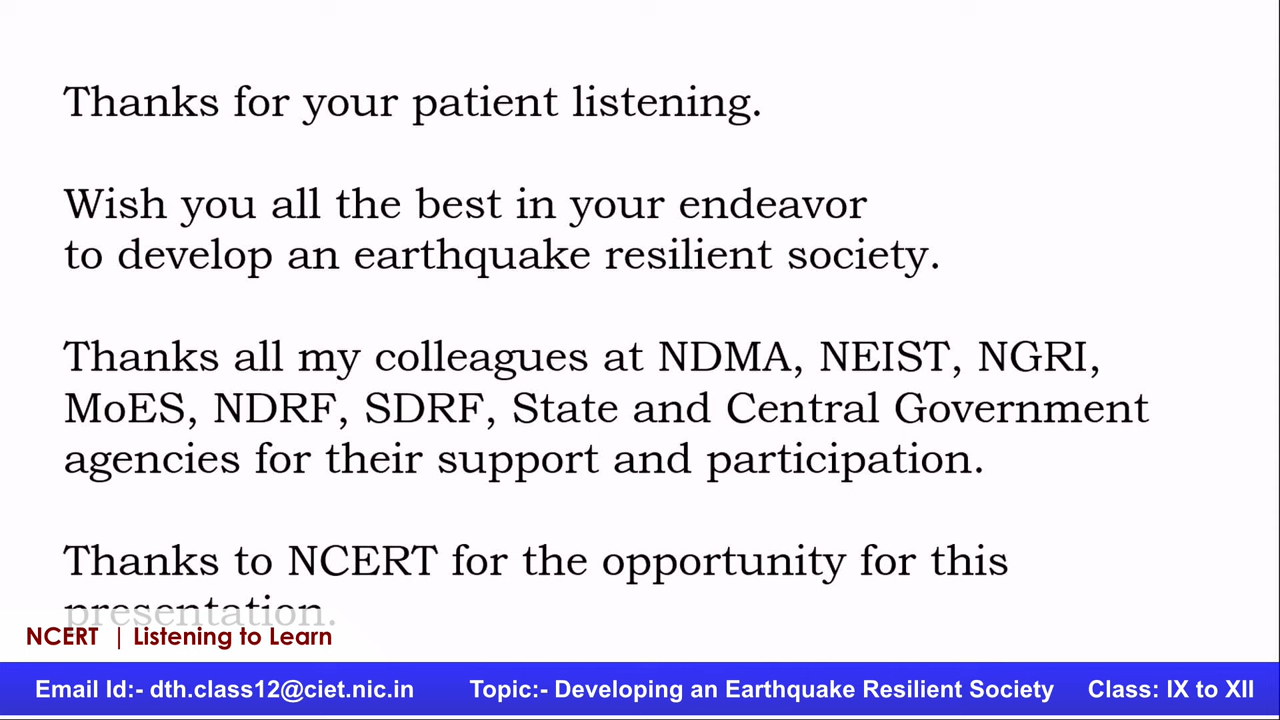 Thanks for your patient listening.
Wish you all the best in your endeavor
to develop an earthquake resilient society.
Thanks all my colleagues at NDMA, NEIST, NGRI,
MoES, NDRF, SDRF, State and Central Government
agencies for their support and participation.
Thanks to NCERT for the opportunity for this
presentation.
NCERT | Listening to Learn
Email Id:- dth.class12@ciet.nic.in Topic:- Developing an Earthquake Resilient Society Class: IX to XII